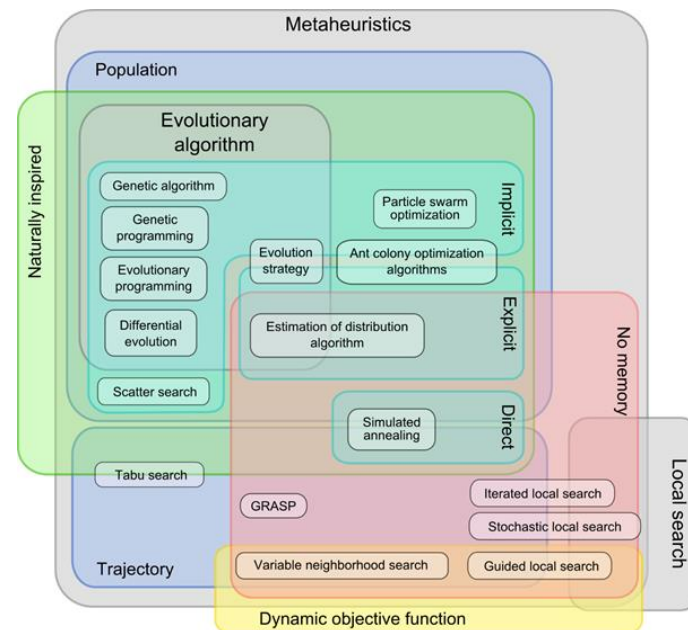 Metaheuristics
Population
Naturally inspired
Evolutionary
algorithm
Genetic algorithm
Genetic
programming
Evolutionary
programming
Differential
evolution
Scatter search
Particle swarm
optimization
Implicit
Evolution
strategy
Ant colony optimization
algorithms
Explicit
Estimation of distribution
algorithm
No memory
Direct
Simulated
annealing
Local search
Tabu search
GRASP
Iterated local search
Stochastic local search
Trajectory
Variable neighborhood search
Guided local search
Dynamic objective function